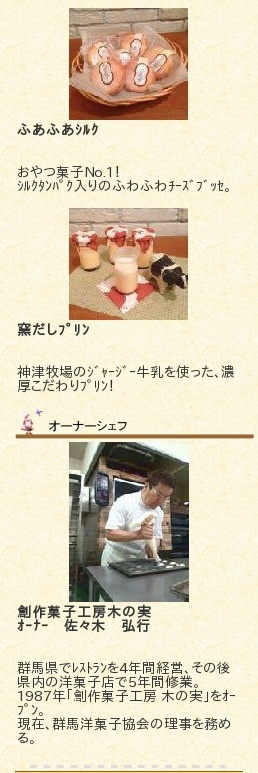 ふあふあｼﾙｸ
おやつ菓子No.1!
ｼﾙｸﾀﾝﾊﾟｸ入りのふわふわﾁｰｽﾞﾌﾞｯｾ。
窯だしﾌﾟﾘﾝ
神津牧場のｼﾞｬｰｼﾞｰ牛乳を使った、濃
厚こだわりﾌﾟﾘﾝ!
オーナーシェフ
創作菓子工房木の実
ｵｰﾅｰ　佐々木　弘行
群馬県でﾚｽﾄﾗﾝを4年間経営、その後
県内の洋菓子店で5年間修業。
1987年｢創作菓子工房 木の実｣をｵｰ
ﾌﾟﾝ。
現在、群馬洋菓子協会の理事を務め
る。